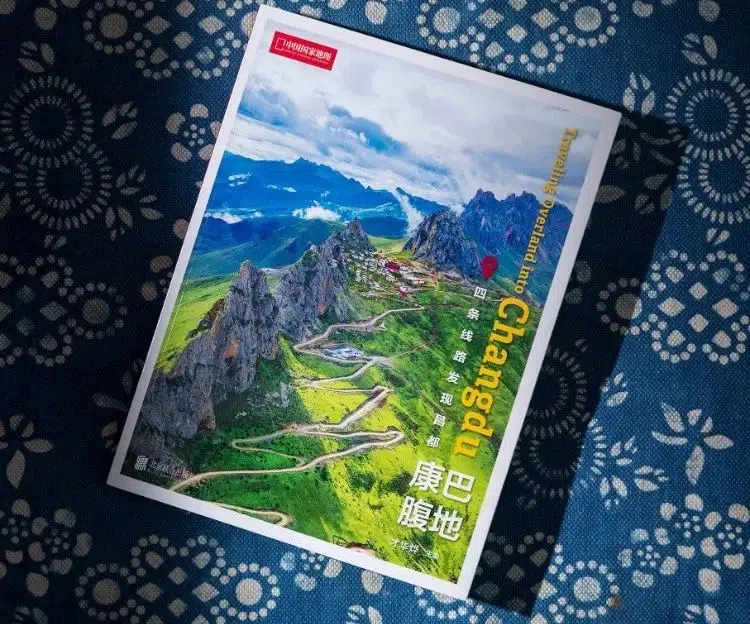 中国国家地理
Traveling Overland into
Changdu
四条线路发现昌都
康巴
腹地